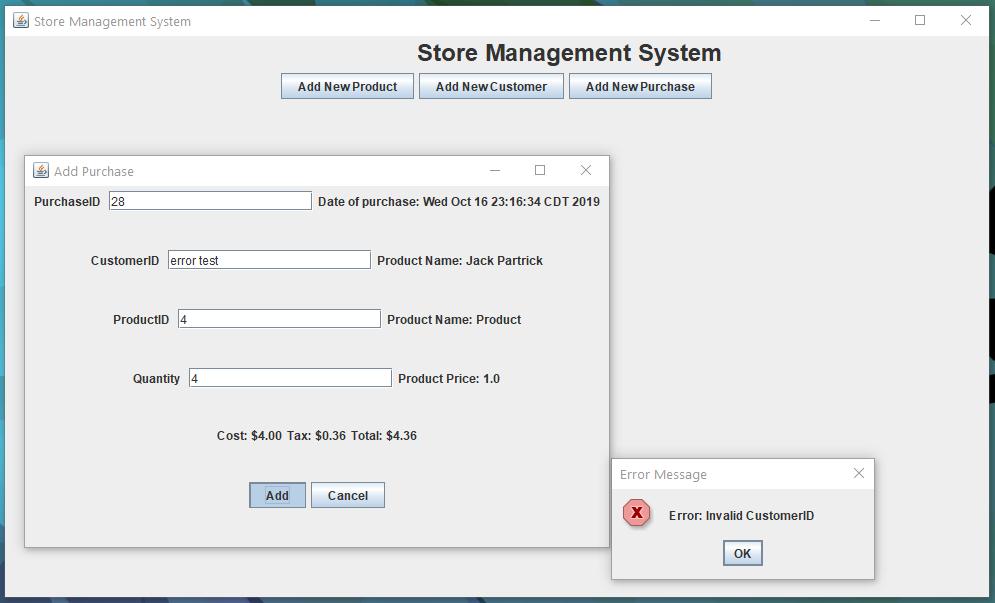 Store Management System
Store Management System
Add New Product Add New Customer Add New Purchase
Add Purchase
PurchaseID 28 Date of purchase: Wed Oct 16 23:16:34 CDT 2019
CustomerID error test Product Name: Jack Partrick
ProductID 4 Product Name: Product
Quantity 4 Product Price: 1.0
Cost: $4.00 Tax: $0.36 Total: $4.36
Add Cancel
Error Message
X Error: Invalid CustomerID
OK